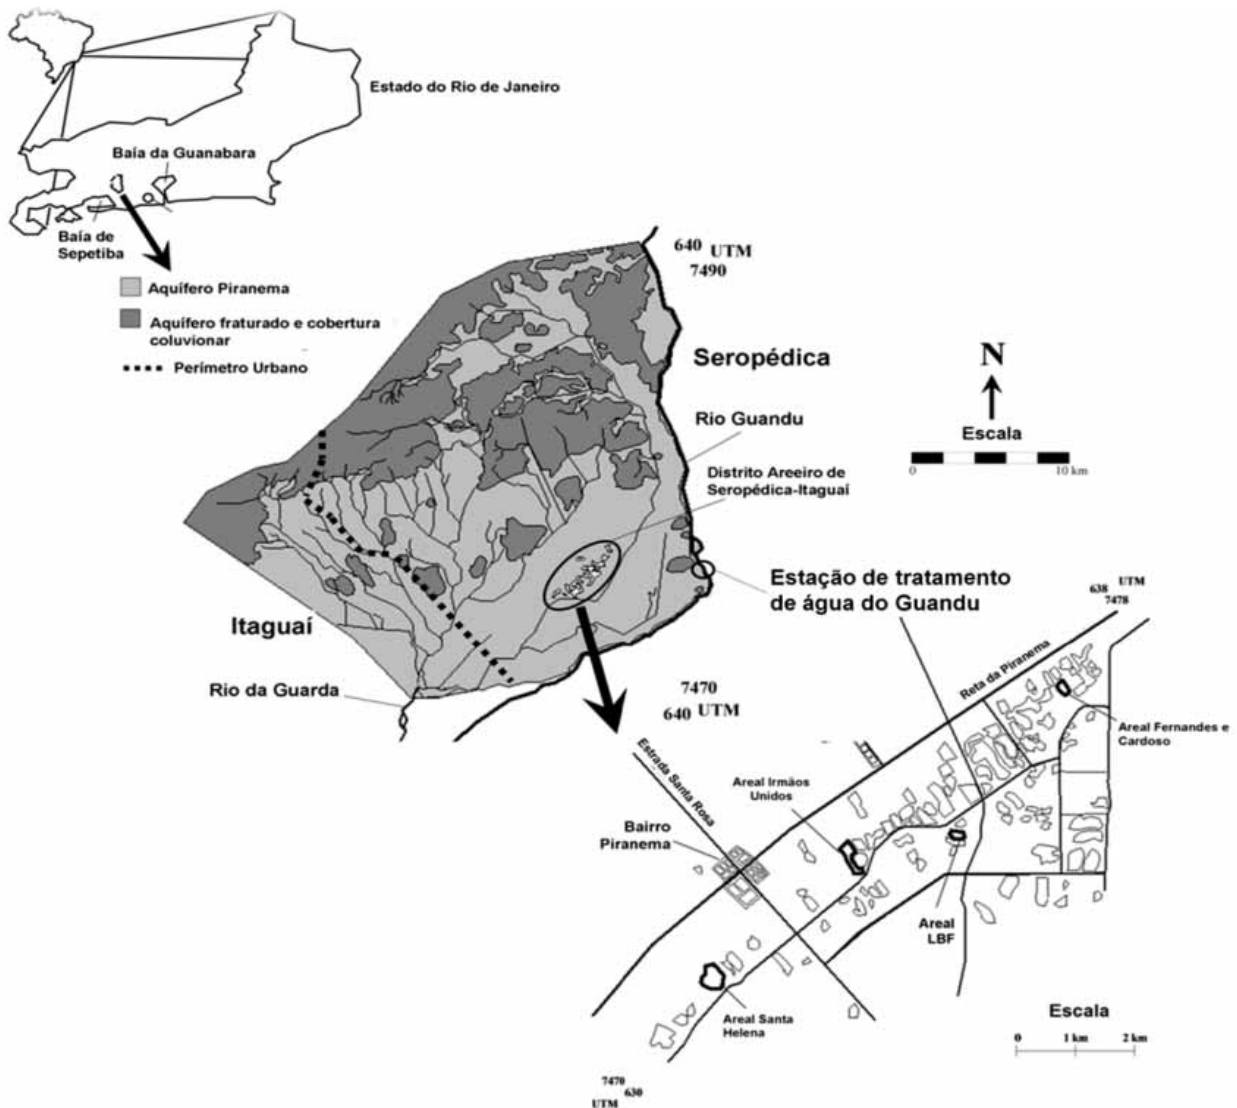 Estado do Rio de Janeiro
Baía da Guanabara
Baía de
Sepetiba
Aquífero Piranema
Aquífero fraturado e cobertura
coluvionar
Perímetro Urbano
640 UTM
7490
Seropédica
N
Rio Guandu
Escala
0 10 km
Distrito Areeiro de
Seropédica-Itaguaí
Estação de tratamento
de água do Guandu
638 UTM
7478
Itaguaí
Rio da Guarda
7470
640 UTM
Reta da Piranema
Areal Fernandes e
Cardoso
Estrada Santa Rosa
Areal Irmãos
Unidos
Bairro
Piranema
Areal
LBF
Areal Santa
Helena
Escala
0 1 km 2 km
7470
630
UTM